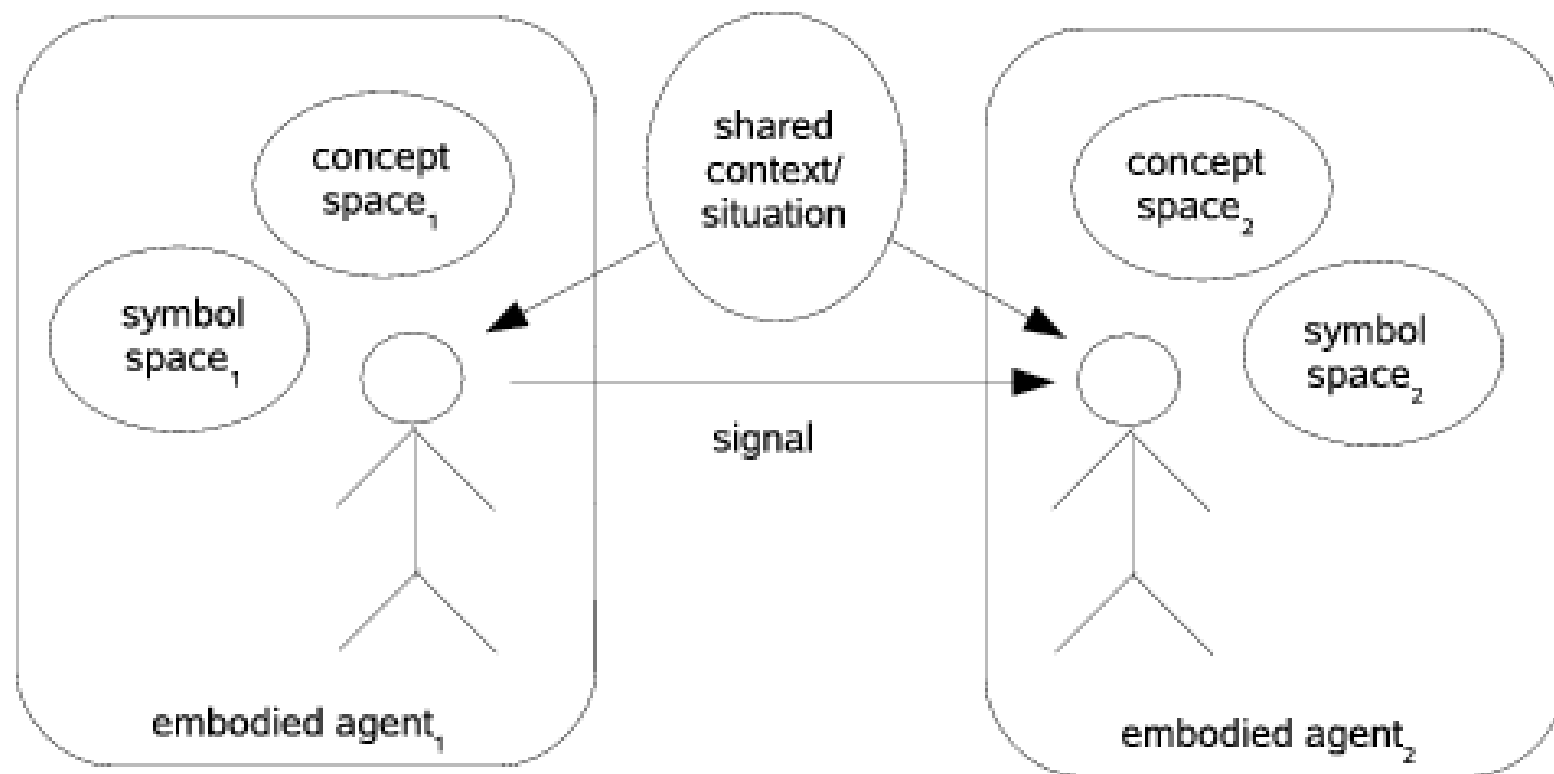 concept
space₁
symbol
space₁
embodied agent₁
shared
context/
situation
signal
concept
space₂
symbol
space₂
embodied agent₂